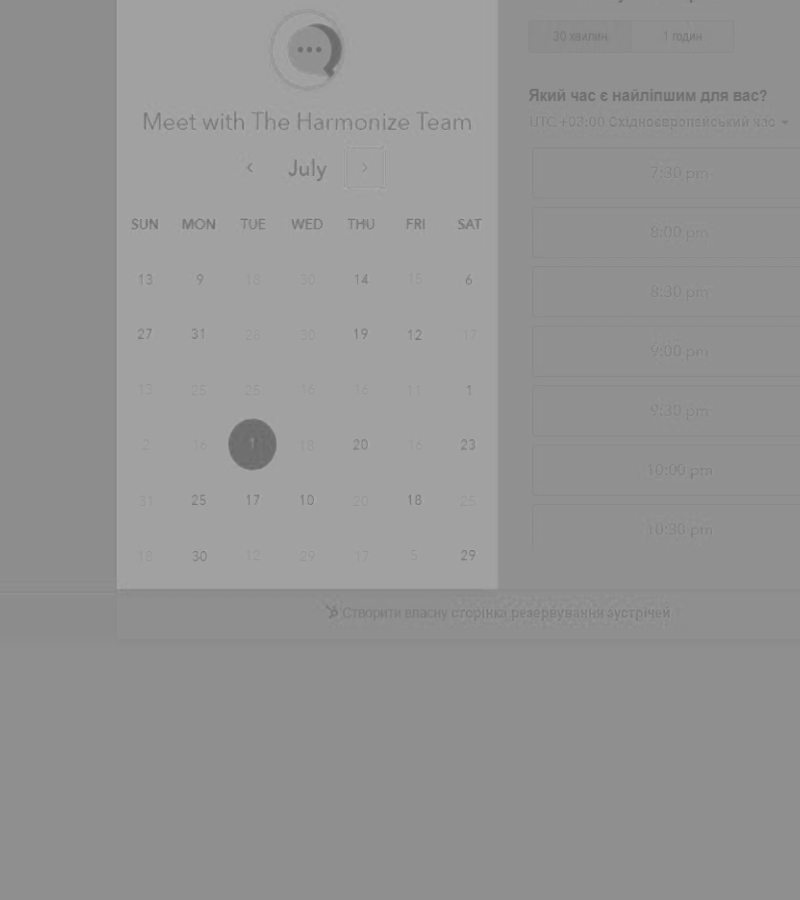 30 хвилин 1 годин
Meet with The Harmonize Team
July
SUN MON TUE WED THU FRI SAT
13 9 18 30 14 15 6
27 31 26 30 19 12 17
13 25 25 16 16 11 1
2 16 1 18 20 16 23
31 25 17 10 20 18 25
18 30 12 29 17 5 29
Який час є найліпшим для вас?
UTC +03:00 Східноєвропейський час
7:30 pm
8:00 pm
8:30 pm
9:00 pm
9:30 pm
10:00 pm
10:30 pm
Створити власну сторінка резервування зустрічей